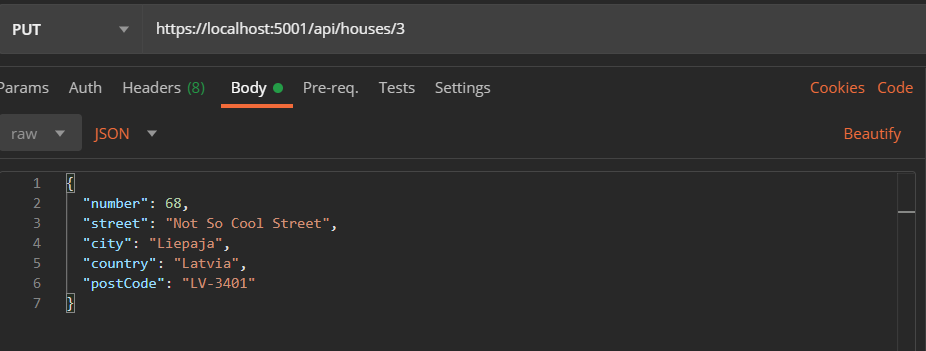 PUT https://localhost:5001/api/houses/3
Params Auth Headers (8) Body Pre-req. Tests Settings Cookies Code
raw JSON Beautify
1 {
2 "number": 68,
3 "street": "Not So Cool Street",
4 "city": "Liepaja",
5 "country": "Latvia",
6 "postCode": "LV-3401"
7 }